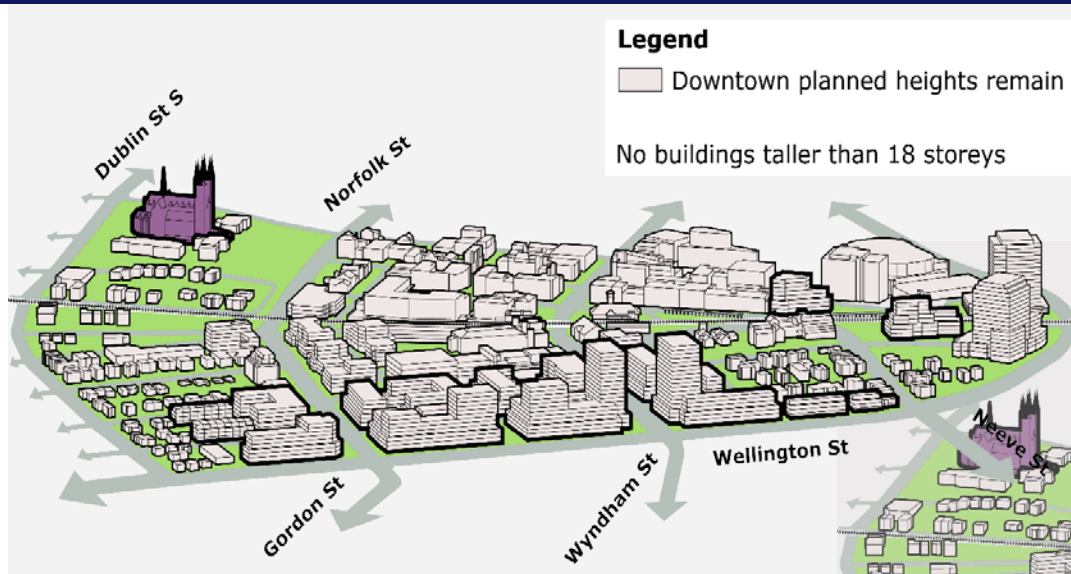 Legend
Downtown planned heights remain
No buildings taller than 18 storeys
Dublin St S
Norfolk St
Neeve St
Wellington St
Gordon St
Wyndham St